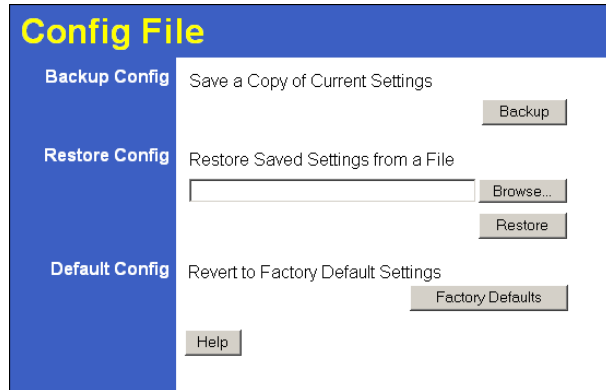 Config File
Backup Config
Save a Copy of Current Settings
Backup
Restore Config
Restore Saved Settings from a File
Browse...
Restore
Default Config
Revert to Factory Default Settings
Factory Defaults
Help